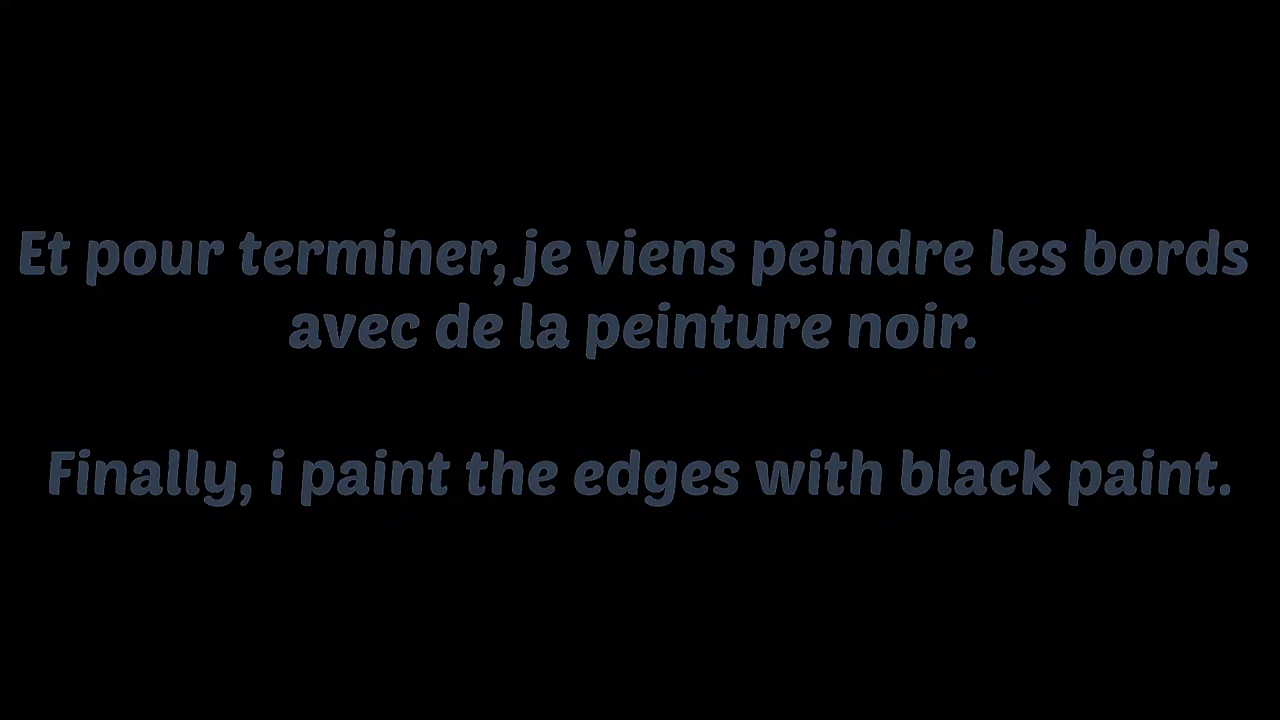 Et pour terminer, je viens peindre les bords
avec de la peinture noir.
Finally, i paint the edges with black paint.